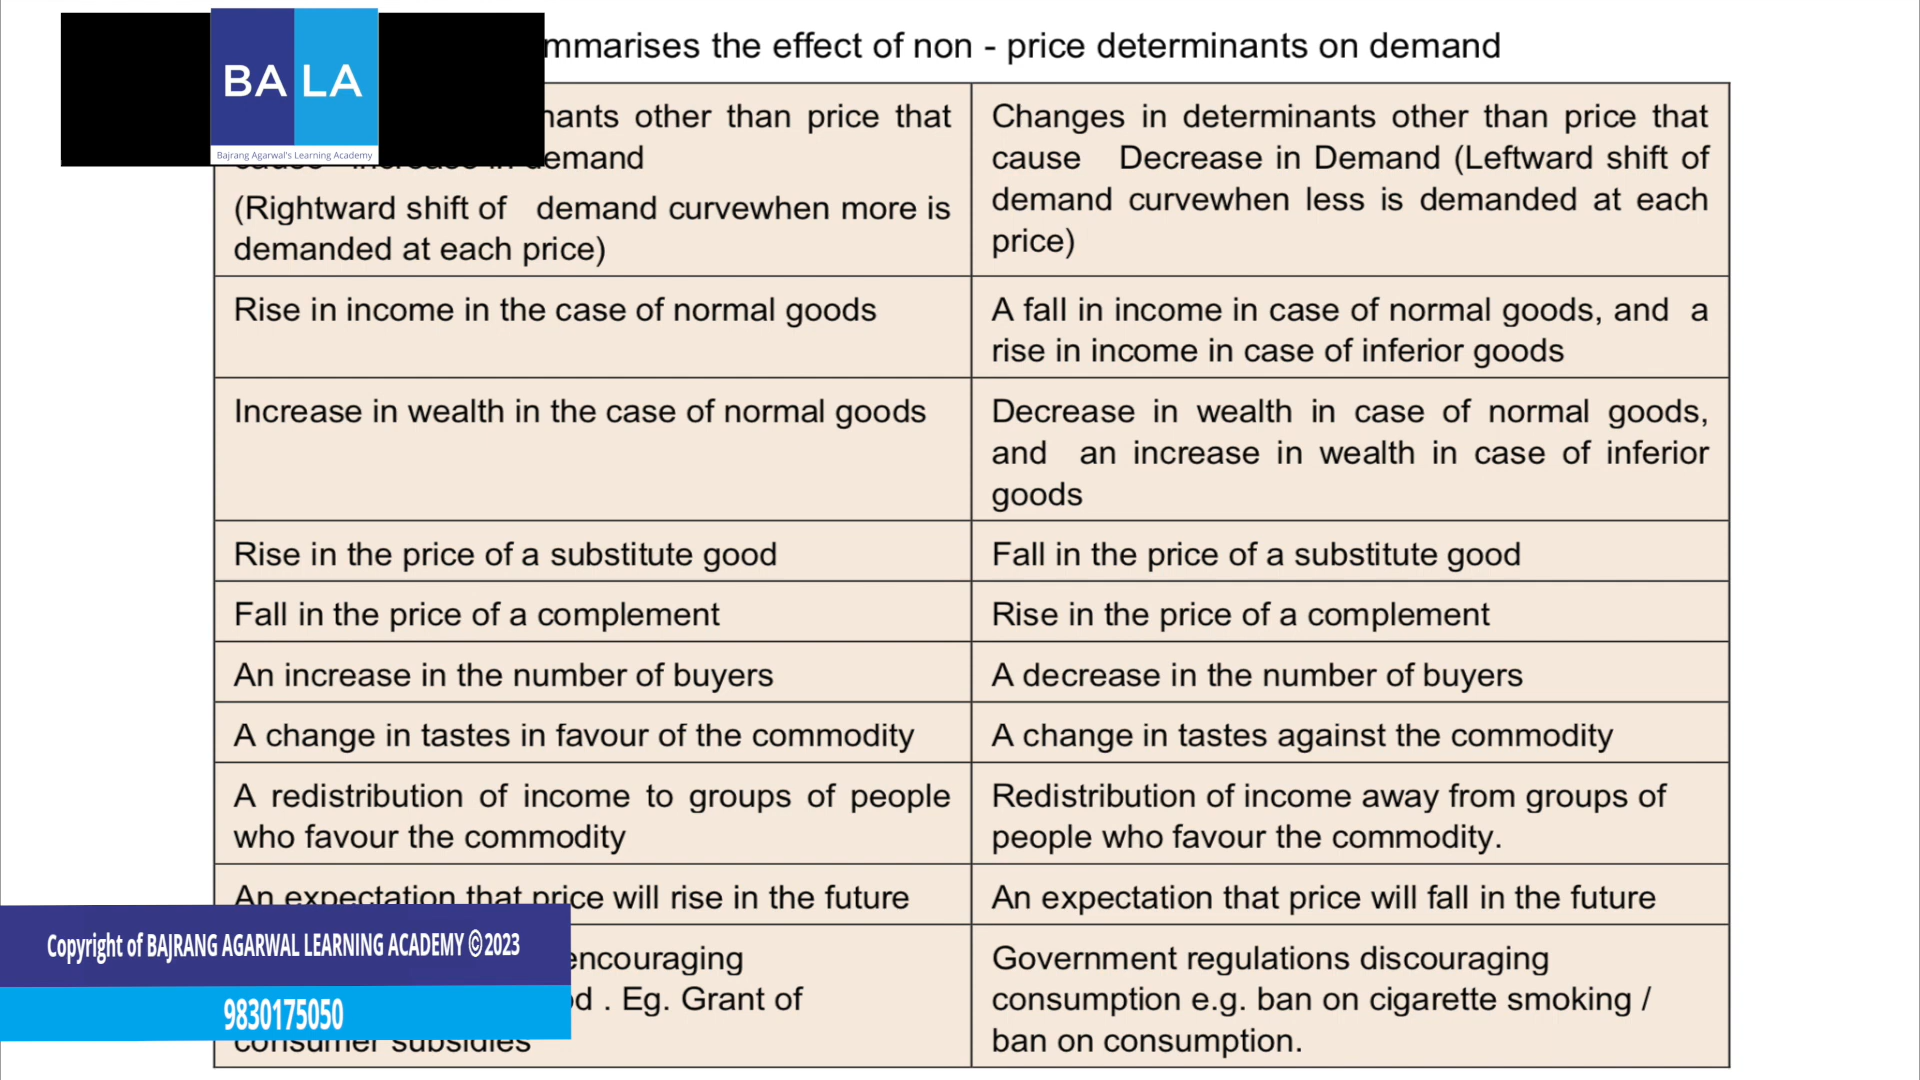 BALA
Bajrang Agarwal's Learning Academy
mmarises the effect of non - price determinants on demand
nants other than price that
emand
(Rightward shift of demand curvewhen more is
demanded at each price)
Changes in determinants other than price that
cause Decrease in Demand (Leftward shift of
demand curvewhen less is demanded at each
price)
Rise in income in the case of normal goods
A fall in income in case of normal goods, and a
rise in income in case of inferior goods
Increase in wealth in the case of normal goods
Decrease in wealth in case of normal goods,
and an increase in wealth in case of inferior
goods
Rise in the price of a substitute good
Fall in the price of a substitute good
Fall in the price of a complement
Rise in the price of a complement
An increase in the number of buyers
A decrease in the number of buyers
A change in tastes in favour of the commodity
A change in tastes against the commodity
A redistribution of income to groups of people
who favour the commodity
Redistribution of income away from groups of
people who favour the commodity.
An expectation that price will rise in the future
An expectation that price will fall in the future
encouraging
od . Eg. Grant of
consumer subsidies
Government regulations discouraging
consumption e.g. ban on cigarette smoking /
ban on consumption.
Copyright of BAJRANG AGARWAL LEARNING ACADEMY ©2023
9830175050